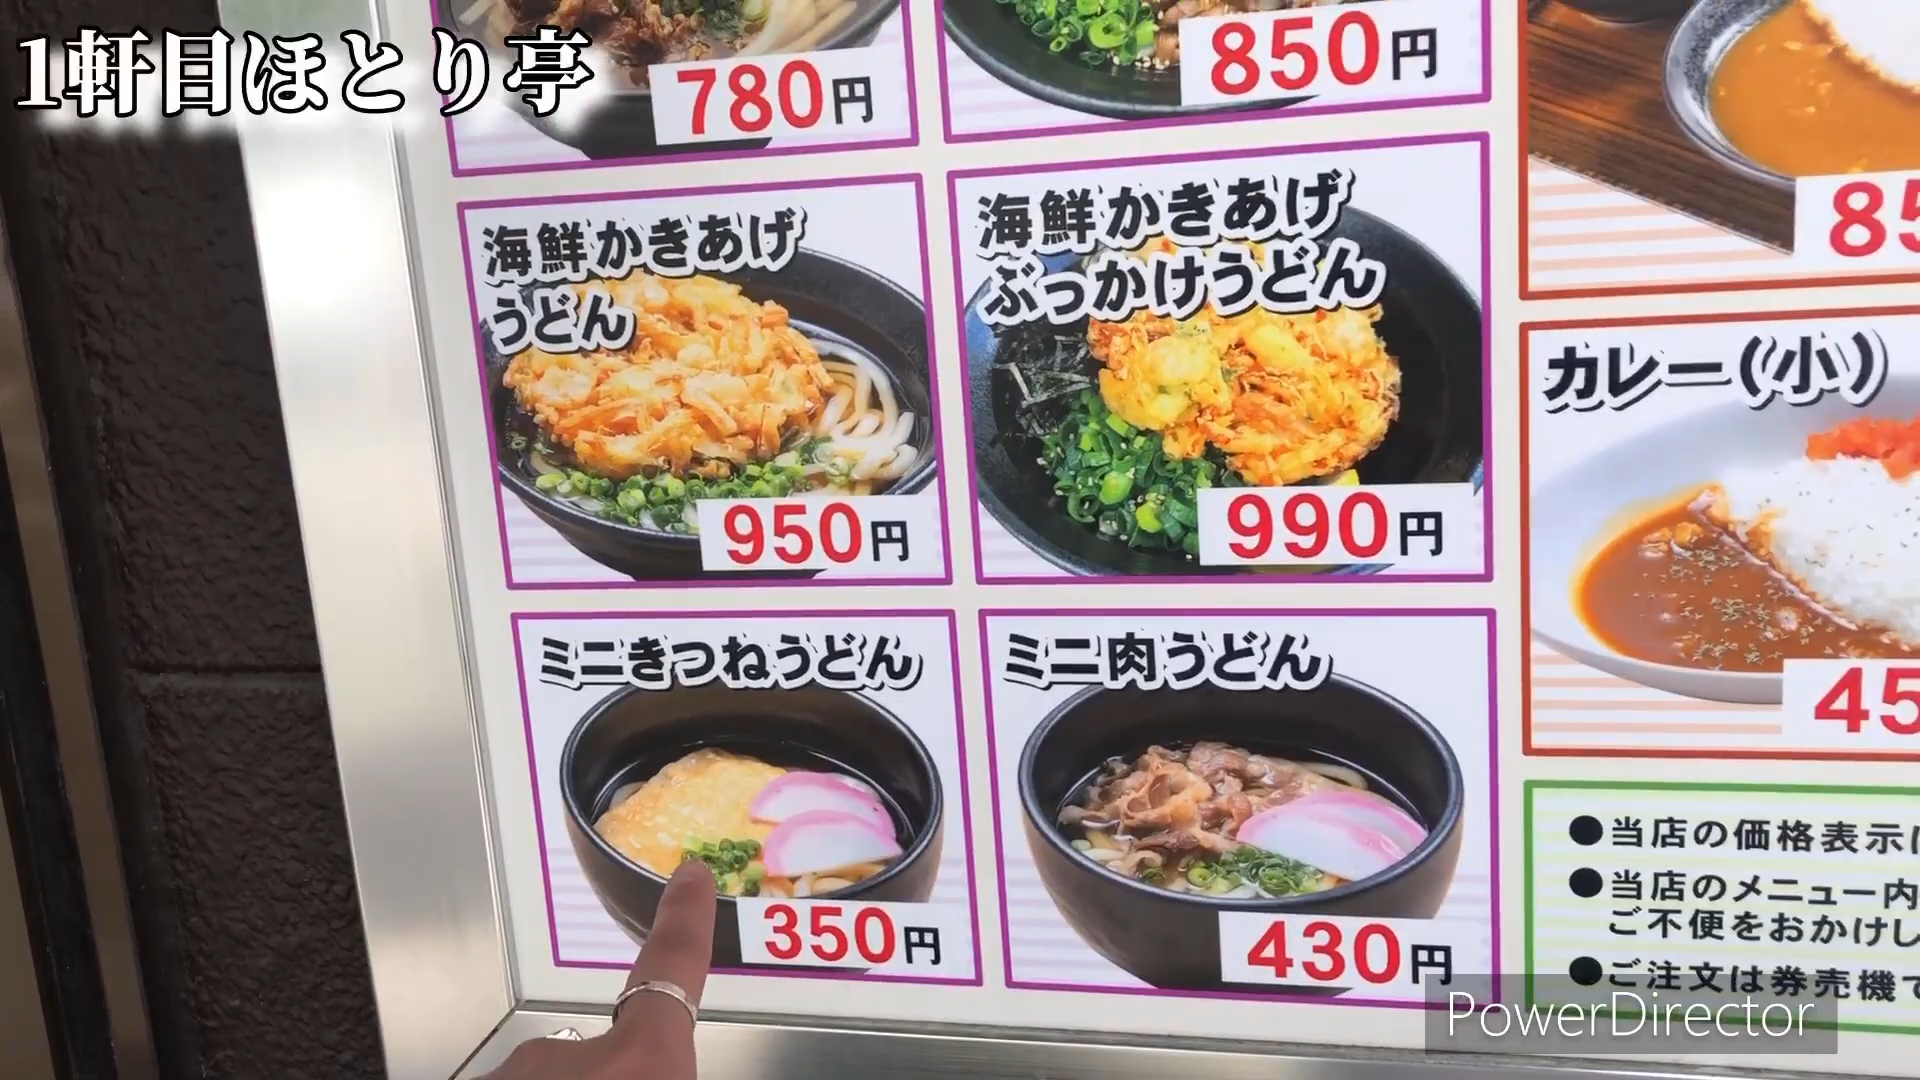 1軒目ほとり亭
780円
850円
海鮮かきあげ
うどん
950円
海鮮かきあげ
ぶっかけうどん
990円
カレー(小)
ミニきつねうどん
350円
ミニ肉うどん
430円
●当店の価格表示
●当店のメニュー内
ご不便をおかけし
●ご注文は券売機で
PowerDirector